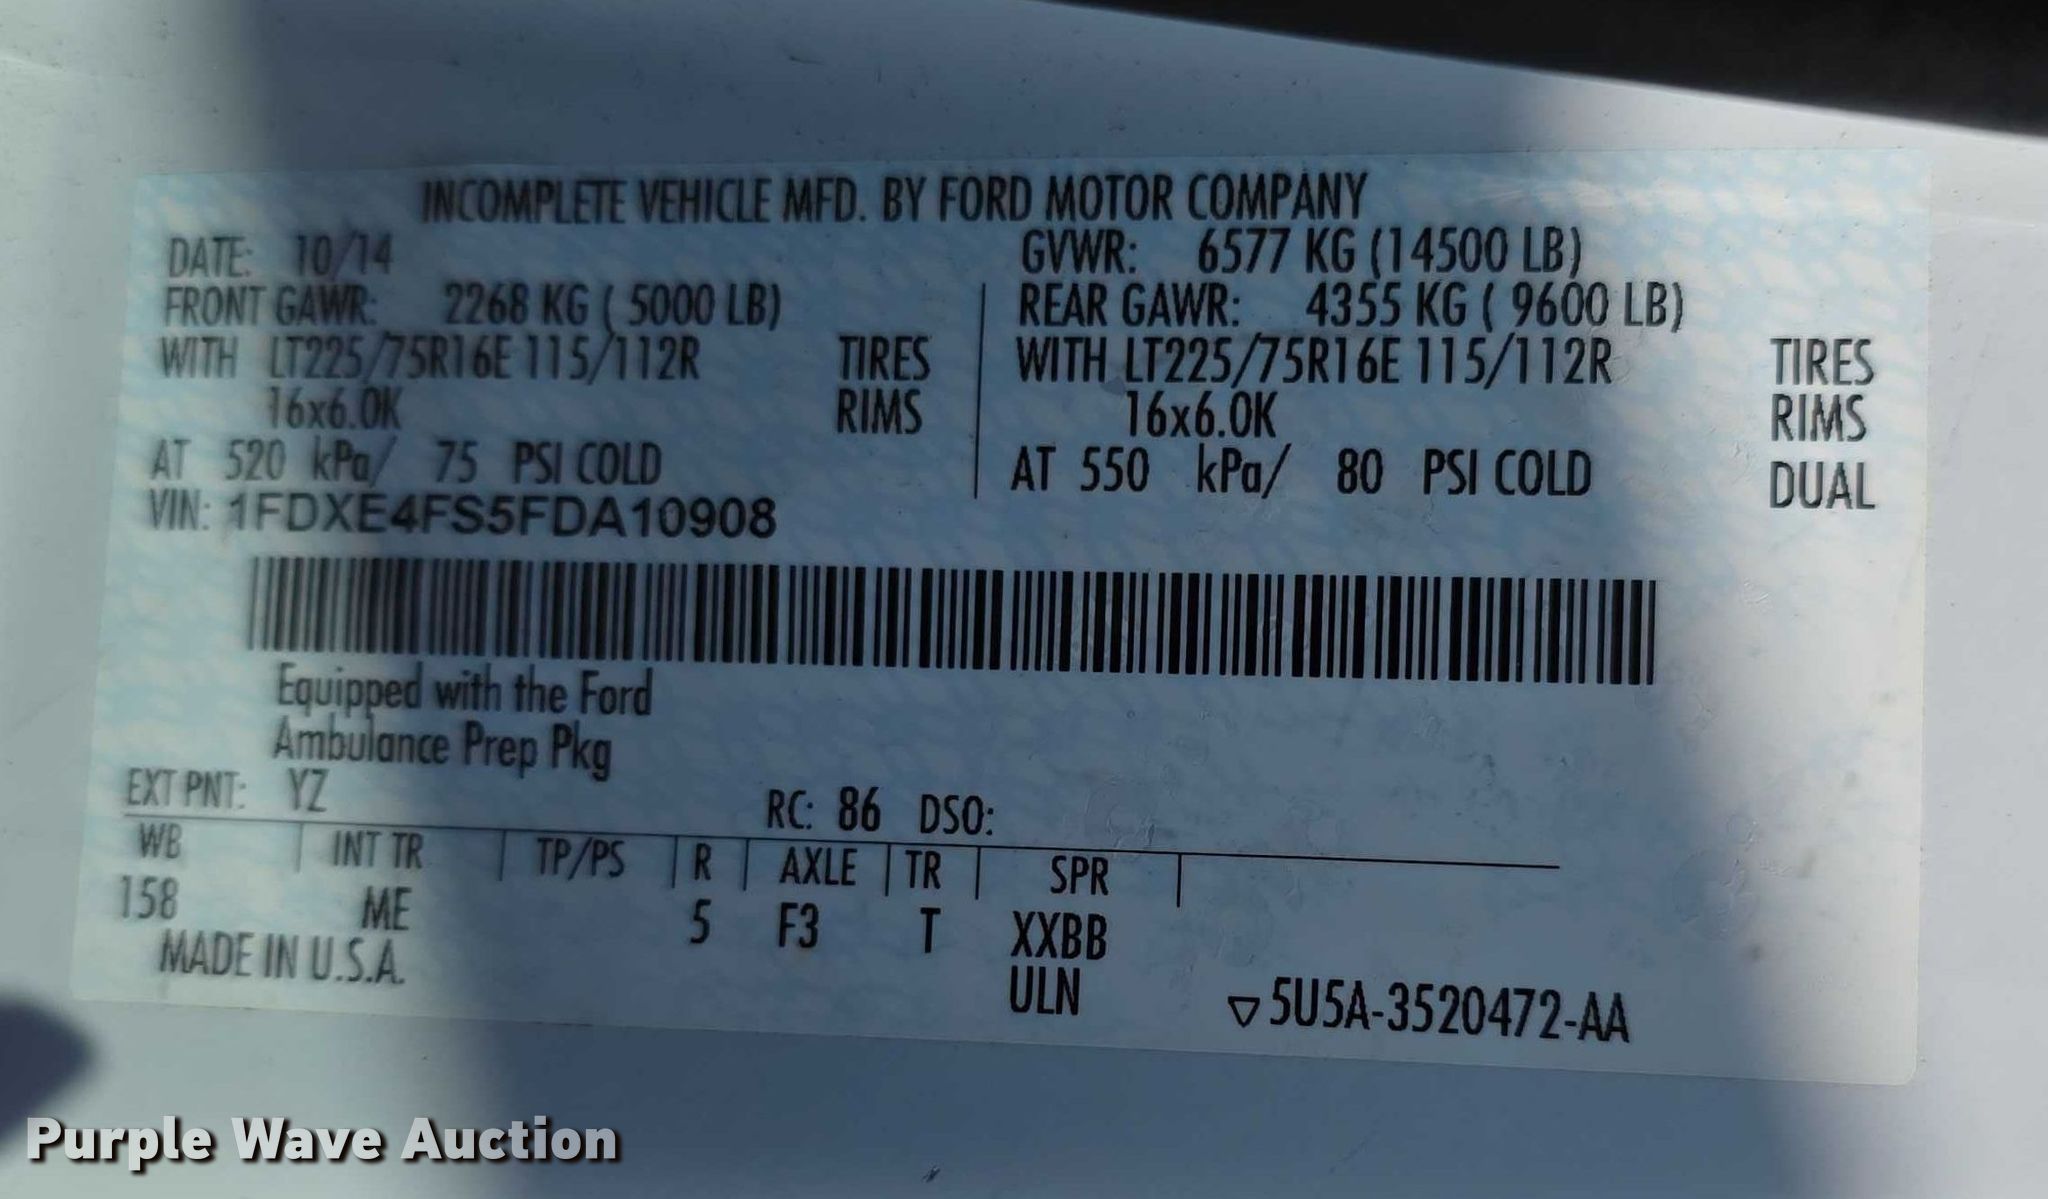 INCOMPLETE VEHICLE MFD. BY FORD MOTOR COMPANY
DATE: 10/14 GVWR: 6577 KG (14500 LB)
FRONT GAWR: 2268 KG ( 5000 LB) REAR GAWR: 4355 KG ( 9600 LB)
WITH LT225/75R16E 115/112R TIRES WITH LT225/75R16E 115/112R TIRES
16x6.0K RIMS 16x6.0K RIMS
AT 520 kPa/ 75 PSI COLD AT 550 kPa/ 80 PSI COLD DUAL
VIN: 1FDXE4FS5FDA10908
Equipped with the Ford
Ambulance Prep Pkg
EXT PNT: YZ RC: 86 DSO:
WB INT TR TP/PS R AXLE TR SPR
158 ME 5 F3 T XXBB
MADE IN U.S.A. ULN ▽5U5A-3520472-AA
Purple Wave Auction